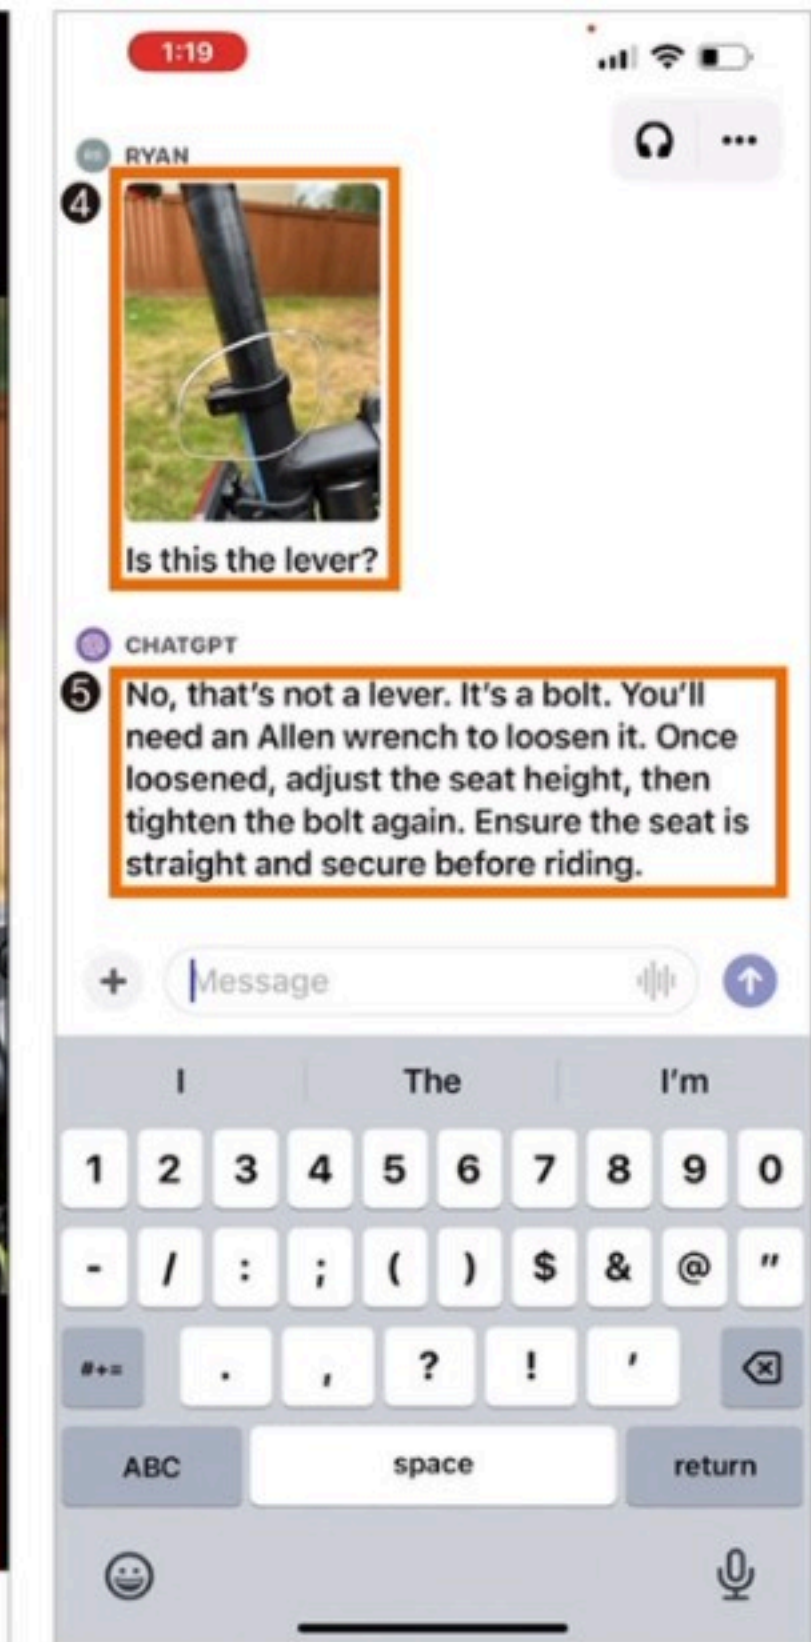 1:19
RYAN
4
Is this the lever?
CHATGPT
5
No, that's not a lever. It's a bolt. You'll
need an Allen wrench to loosen it. Once
loosened, adjust the seat height, then
tighten the bolt again. Ensure the seat is
straight and secure before riding.
Message
I The I'm
1 2 3 4 5 6 7 8 9 0
- / : ; ( ) $ & @ "
#+= . , ? ! '
ABC space return